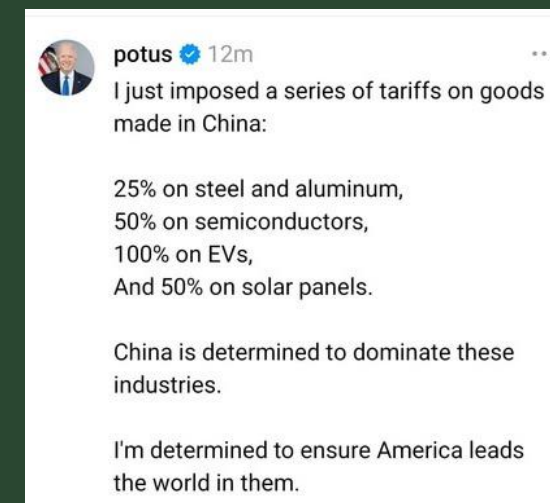 potus 12m
I just imposed a series of tariffs on goods
made in China:
25% on steel and aluminum,
50% on semiconductors,
100% on EVs,
And 50% on solar panels.
China is determined to dominate these
industries.
I'm determined to ensure America leads
the world in them.